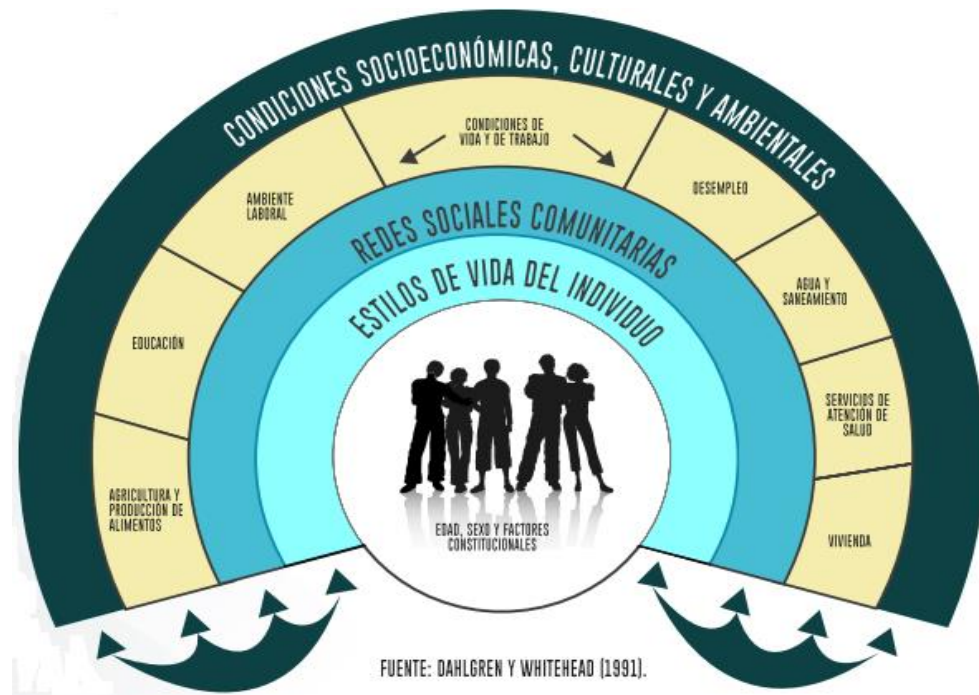 CONDICIONES SOCIOECONÓMICAS, CULTURALES Y AMBIENTALES
CONDICIONES DE
VIDA Y DE TRABAJO
AMBIENTE
LABORAL
DESEMPLEO
REDES SOCIALES COMUNITARIAS
ESTILOS DE VIDA DEL INDIVIDUO
AGUA Y
SANEAMIENTO
EDUCACIÓN
SERVICIOS DE
ATENCIÓN DE
SALUD
AGRICULTURA Y
PRODUCCIÓN DE
ALIMENTOS
EDAD, SEXO Y FACTORES
CONSTITUCIONALES
VIVIENDA
FUENTE: DAHLGREN Y WHITEHEAD (1991).